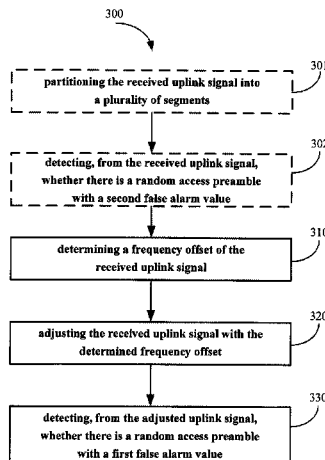 300
301
partitioning the received uplink signal into
a plurality of segments
302
detecting, from the received uplink signal,
whether there is a random access preamble
with a second false alarm value
310
determining a frequency offset of the
received uplink signal
320
adjusting the received uplink signal with the
determined frequency offset
330
detecting, from the adjusted uplink signal,
whether there is a random access preamble
with a first false alarm value